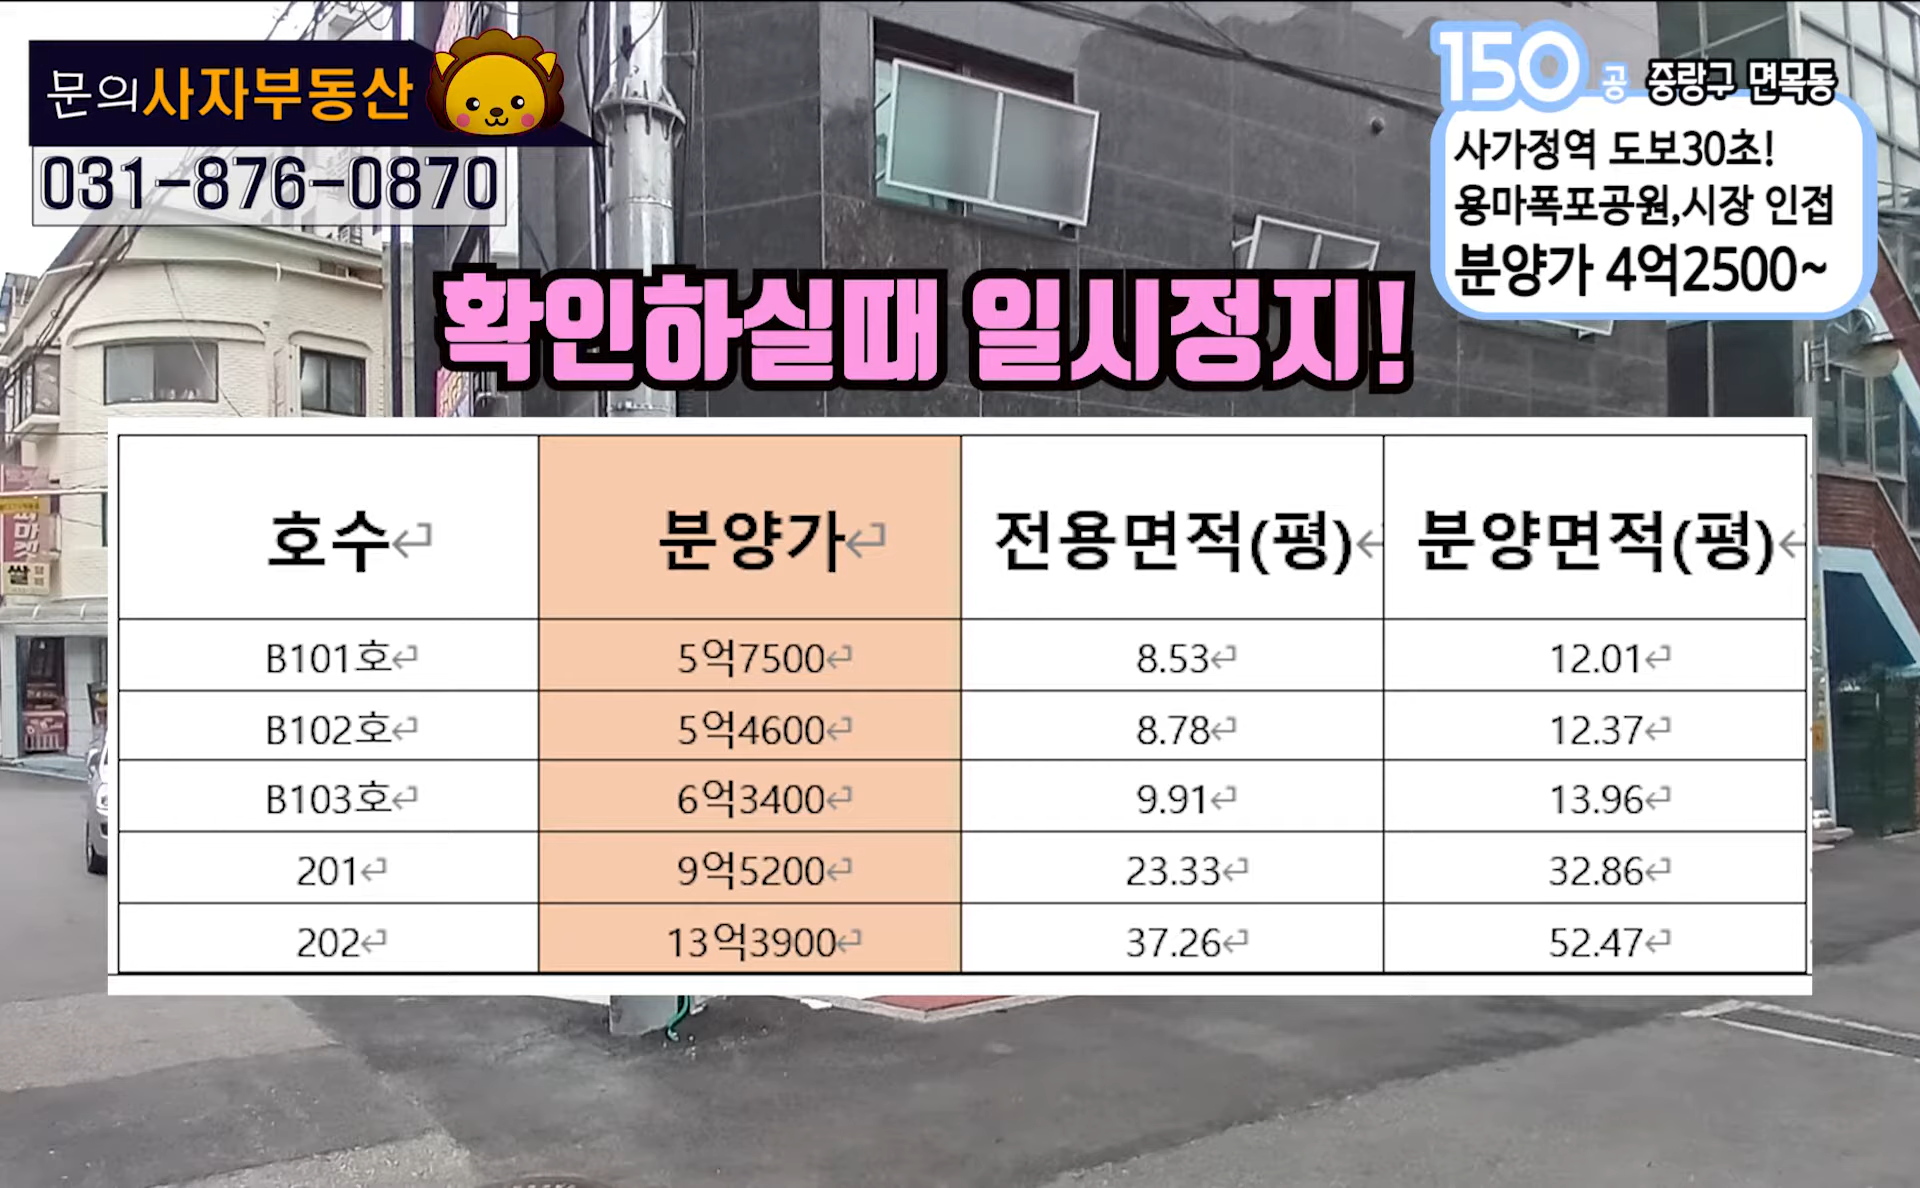 문의사자부동산
031-876-0870
150 공 중랑구 면목동
사가정역 도보30초!
용마폭포공원,시장 인접
분양가 4억2500~
확인하실때 일시정지!
호수 분양가 전용면적(평) 분양면적(평)
B101호 5억7500 8.53 12.01
B102호 5억4600 8.78 12.37
B103호 6억3400 9.91 13.96
201 9억5200 23.33 32.86
202 13억3900 37.26 52.47
마켓
쌀